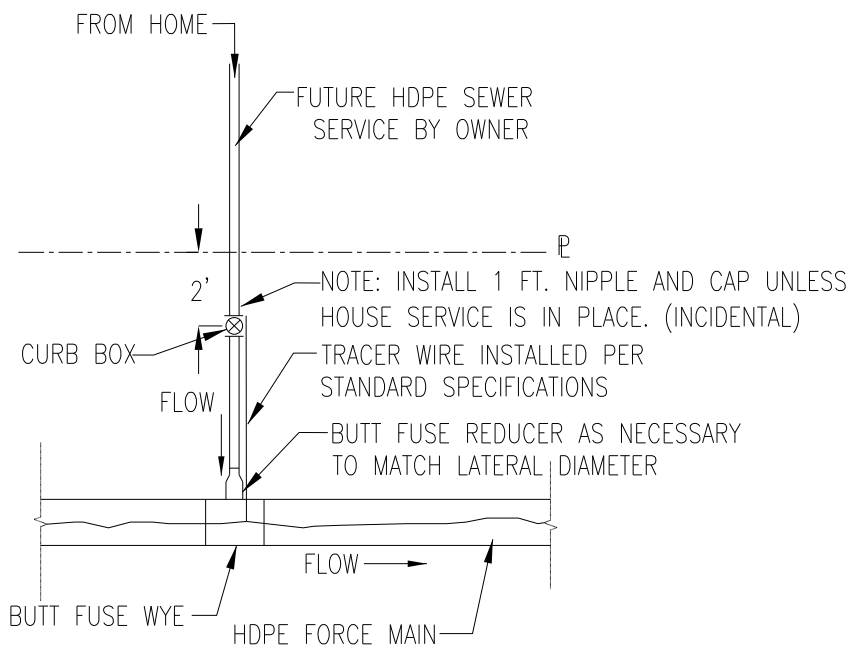 FROM HOME
FUTURE HDPE SEWER
SERVICE BY OWNER
PL
2'
NOTE: INSTALL 1 FT. NIPPLE AND CAP UNLESS
HOUSE SERVICE IS IN PLACE. (INCIDENTAL)
CURB BOX
TRACER WIRE INSTALLED PER
STANDARD SPECIFICATIONS
FLOW
BUTT FUSE REDUCER AS NECESSARY
TO MATCH LATERAL DIAMETER
FLOW
BUTT FUSE WYE
HDPE FORCE MAIN